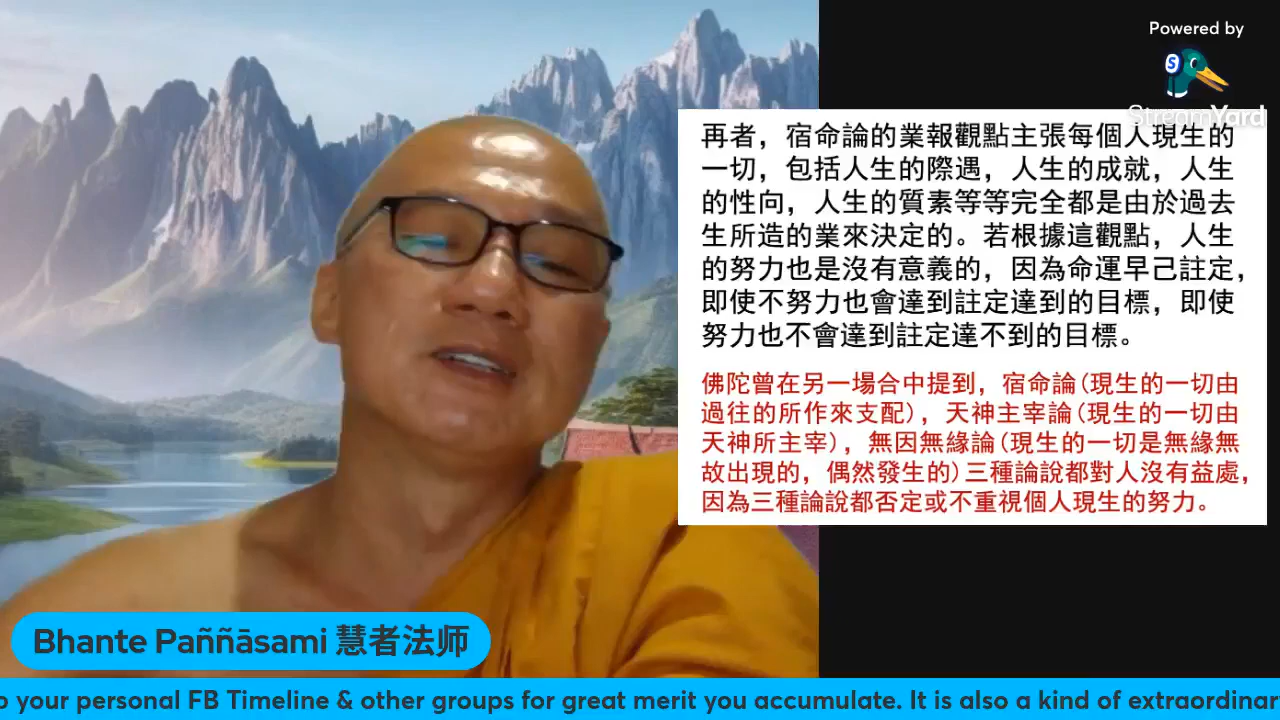 Powered by
StreamYard
再者，宿命論的業報觀點主張每個人現生的
一切，包括人生的際遇，人生的成就，人生
的性向，人生的質素等等完全都是由於過去
生所造的業來決定的。若根據這觀點，人生
的努力也是沒有意義的，因為命運早已註定，
即使不努力也會達到註定達到的目標，即使
努力也不會達到註定達不到的目標。
佛陀曾在另一場合中提到，宿命論(現生的一切由
過往的所作來支配)，天神主宰論(現生的一切由
天神所主宰)，無因無緣論(現生的一切是無緣無
故出現的，偶然發生的)三種論說都對人沒有益處，
因為三種論說都否定或不重視個人現生的努力。
Bhante Paññāsami 慧者法师
o your personal FB Timeline & other groups for great merit you accumulate. It is also a kind of extraordinar